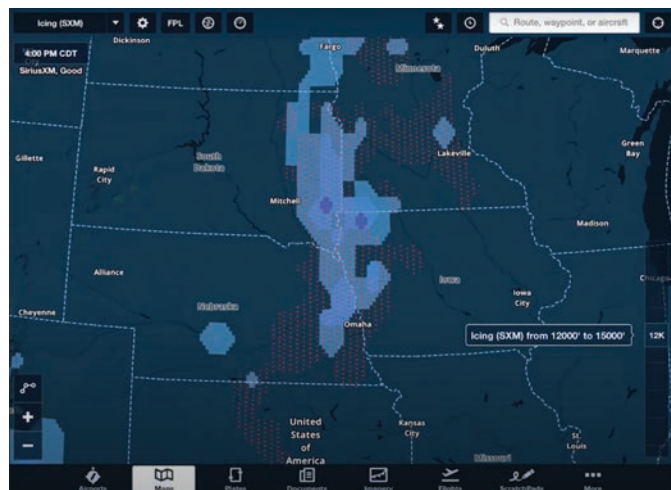 Icing (SXM)
FPL
Route, waypoint, or aircraft
4:00 PM CDT
SiriusXM, Good
Dickinson
Fargo
Duluth
Marquette
Minnesota
Gillette
Rapid
City
South
Dakota
Lakeville
Green
Bay
Mitchell
Madison
Alliance
Iowa
Chicago
Nebraska
Iowa
City
Cheyenne
Omaha
Icing (SXM) from 12000' to 15000'
12K
United
States
of
America
Kansas
City
St.
Louis
Missouri
Airports
Maps
Plates
Documents
Imagery
Flights
ScratchPads
More